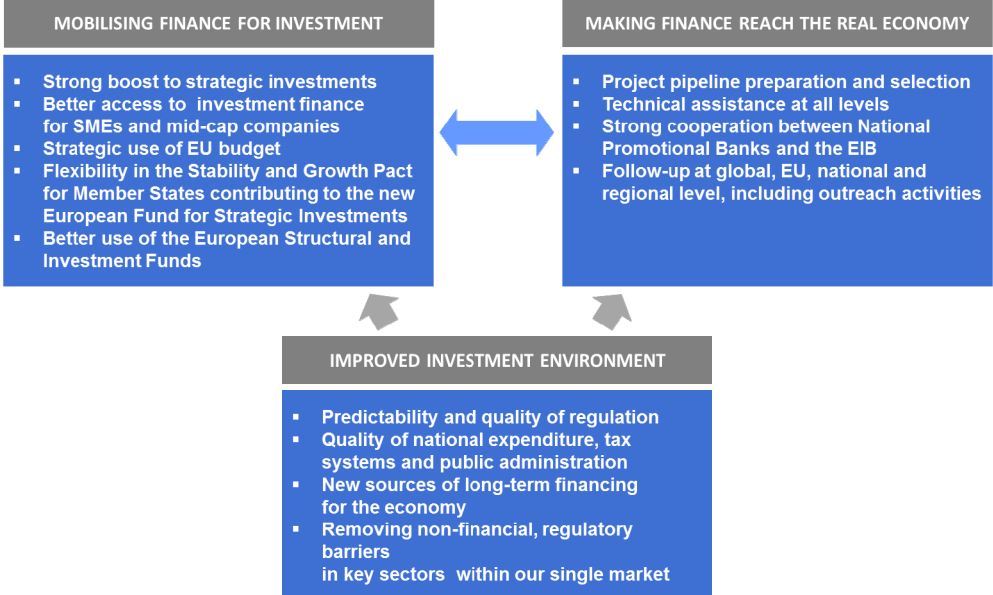 MOBILISING FINANCE FOR INVESTMENT
▪ Strong boost to strategic investments
▪ Better access to investment finance
for SMEs and mid-cap companies
▪ Strategic use of EU budget
▪ Flexibility in the Stability and Growth Pact
for Member States contributing to the new
European Fund for Strategic Investments
▪ Better use of the European Structural and
Investment Funds
MAKING FINANCE REACH THE REAL ECONOMY
▪ Project pipeline preparation and selection
▪ Technical assistance at all levels
▪ Strong cooperation between National
Promotional Banks and the EIB
▪ Follow-up at global, EU, national and
regional level, including outreach activities
IMPROVED INVESTMENT ENVIRONMENT
▪ Predictability and quality of regulation
▪ Quality of national expenditure, tax
systems and public administration
▪ New sources of long-term financing
for the economy
▪ Removing non-financial, regulatory
barriers
in key sectors within our single market